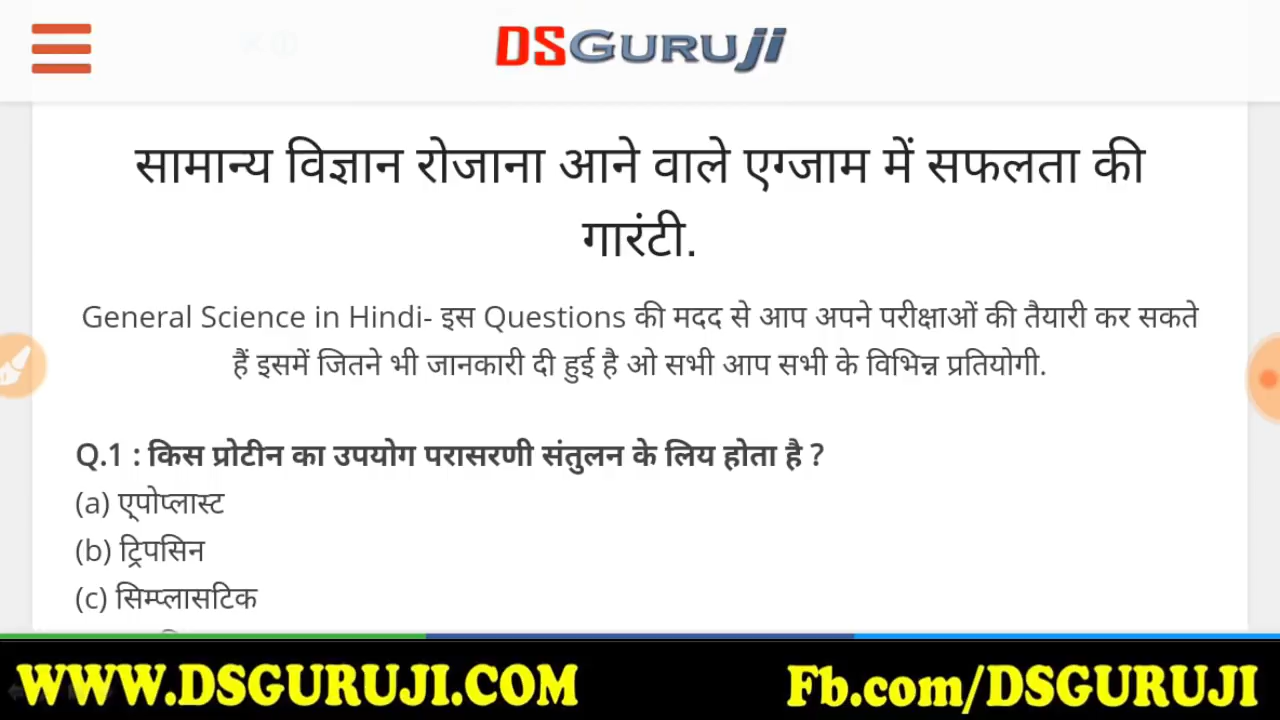 DSGURUJI
सामान्य विज्ञान रोजाना आने वाले एग्जाम में सफलता की
गारंटी.
General Science in Hindi- इस Questions की मदद से आप अपने परीक्षाओं की तैयारी कर सकते
हैं इसमें जितने भी जानकारी दी हुई है ओ सभी आप सभी के विभिन्न प्रतियोगी.
Q.1 : किस प्रोटीन का उपयोग परासरणी संतुलन के लिय होता है ?
(a) एपोप्लास्ट
(b) ट्रिपसिन
(c) सिम्प्लासटिक
WWW.DSGURUJI.COM
Fb.com/DSGURUJI